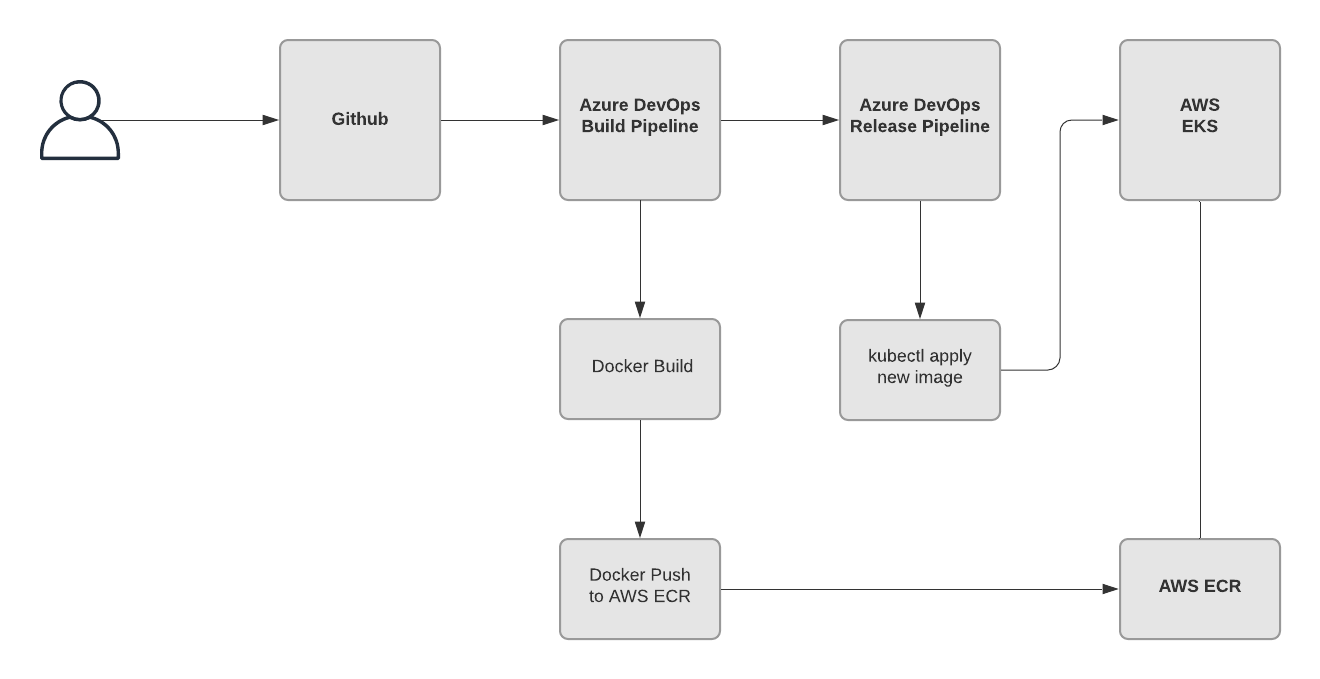 Github
Azure DevOps
Build Pipeline
Azure DevOps
Release Pipeline
AWS
EKS
Docker Build
kubectl apply
new image
Docker Push
to AWS ECR
AWS ECR